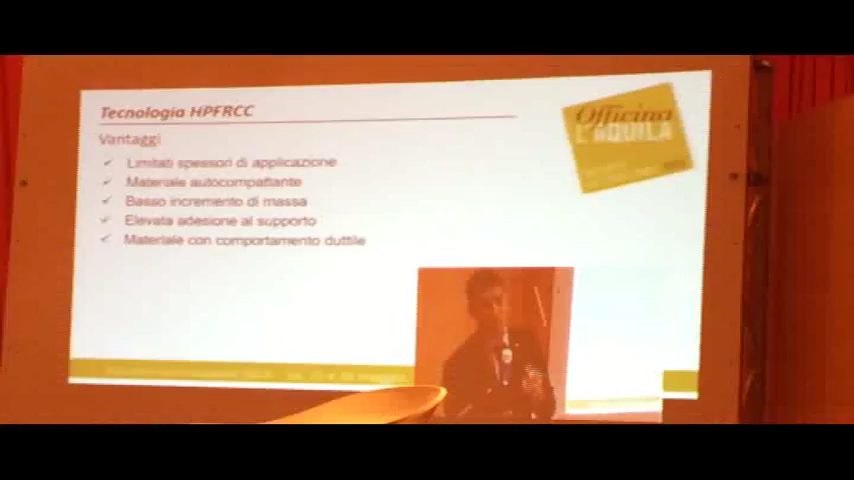 Tecnologia HPFRCC
Officina
L'AQUILA
Vantaggi
Limitati spessori di applicazione
Materiale autocompattante
Basso incremento di massa
Elevata adesione al supporto
Materiale con comportamento duttile